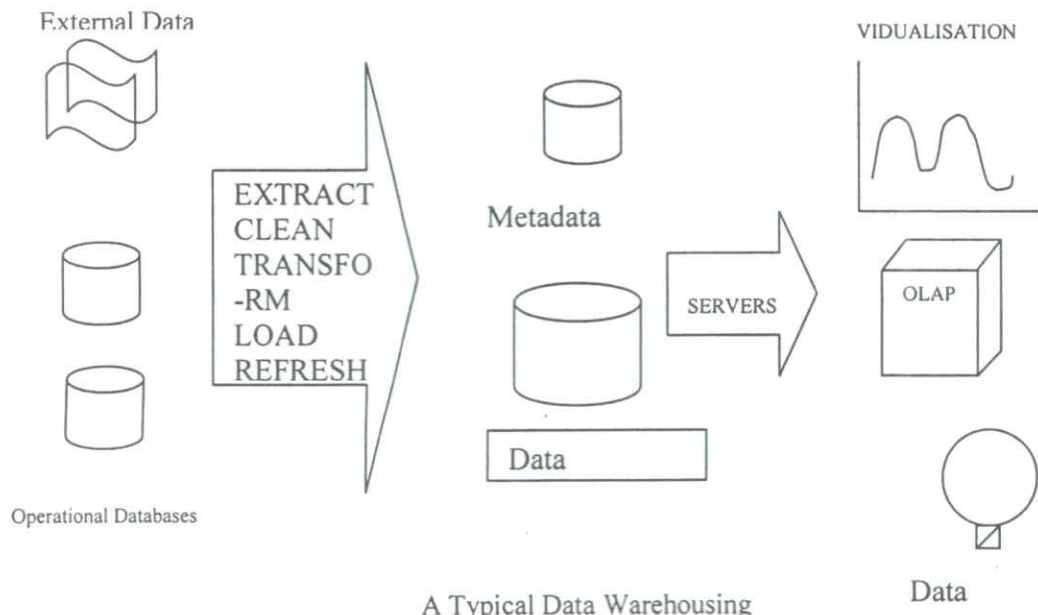 External Data
VIDUALISATION
EXTRACT
CLEAN
TRANSFO
-RM
LOAD
REFRESH
Metadata
SERVERS
OLAP
Data
Operational Databases
Data
A Typical Data Warehousing